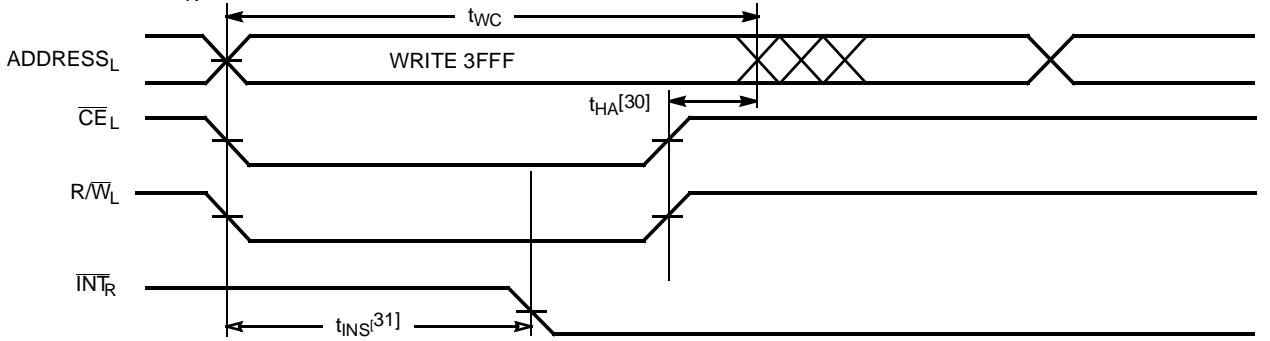 tWC
ADDRESSL
WRITE 3FFF
tHA[30]
CEL
R/WL
INTR
tINS[31]